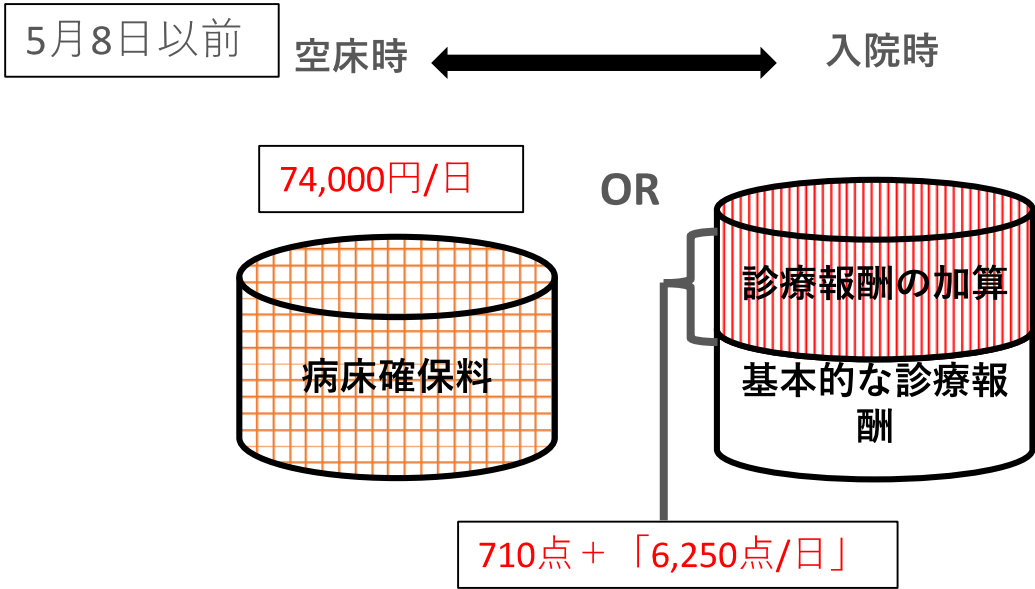 5月8日以前
空床時
入院時
74,000円/日
OR
診療報酬の加算
病床確保料
基本的な診療報
酬
710点＋「6,250点/日」